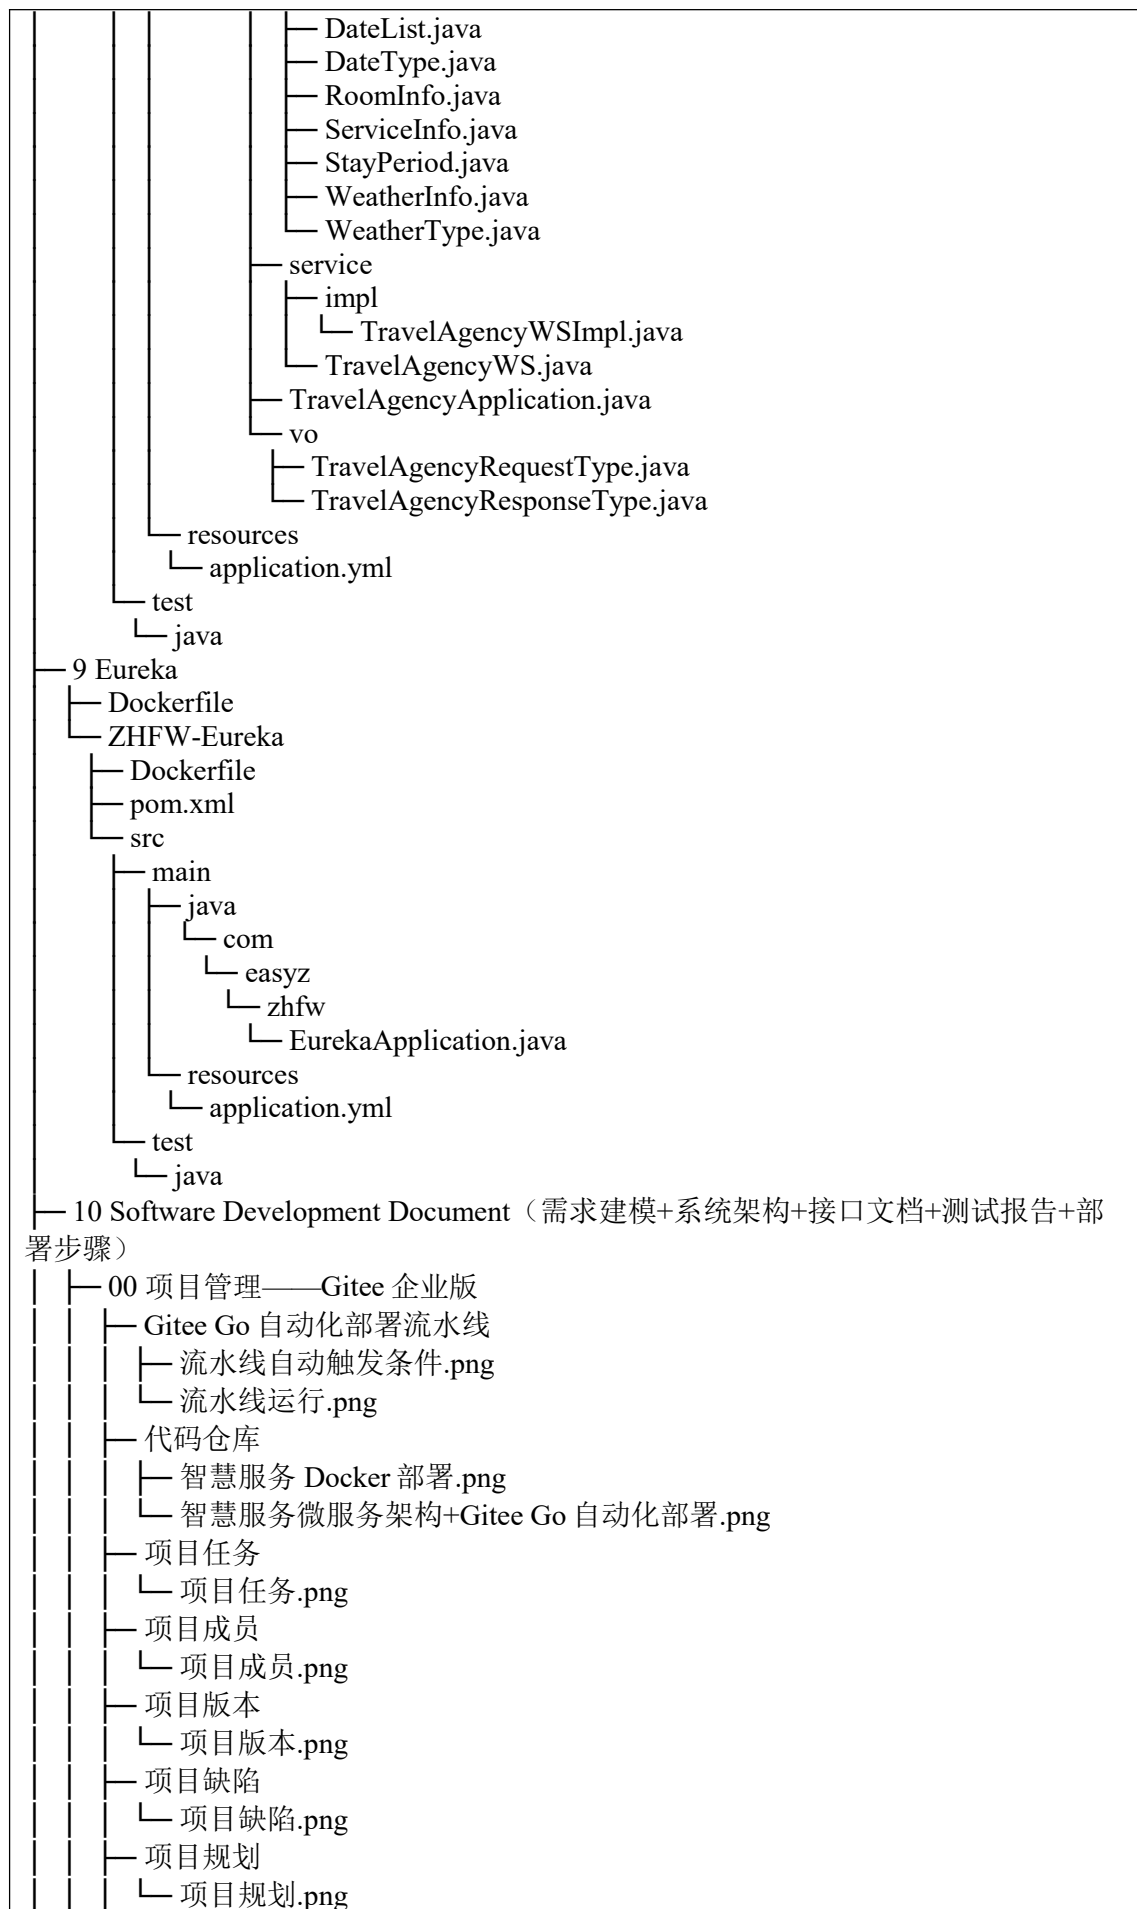 DateList.java
DateType.java
RoomInfo.java
ServiceInfo.java
StayPeriod.java
WeatherInfo.java
WeatherType.java
service
impl
TravelAgencyWSImpl.java
TravelAgencyWS.java
TravelAgencyApplication.java
vo
TravelAgencyRequestType.java
TravelAgencyResponseType.java
resources
application.yml
test
java
9 Eureka
Dockerfile
ZHFW-Eureka
Dockerfile
pom.xml
src
main
java
com
easyz
zhfw
EurekaApplication.java
resources
application.yml
test
java
10 Software Development Document（需求建模+系统架构+接口文档+测试报告+部
署步骤）
00 项目管理——Gitee 企业版
Gitee Go 自动化部署流水线
流水线自动触发条件.png
流水线运行.png
代码仓库
智慧服务 Docker 部署.png
智慧服务微服务架构+Gitee Go 自动化部署.png
项目任务
项目任务.png
项目成员
项目成员.png
项目版本
项目版本.png
项目缺陷
项目缺陷.png
项目规划
项目规划.png